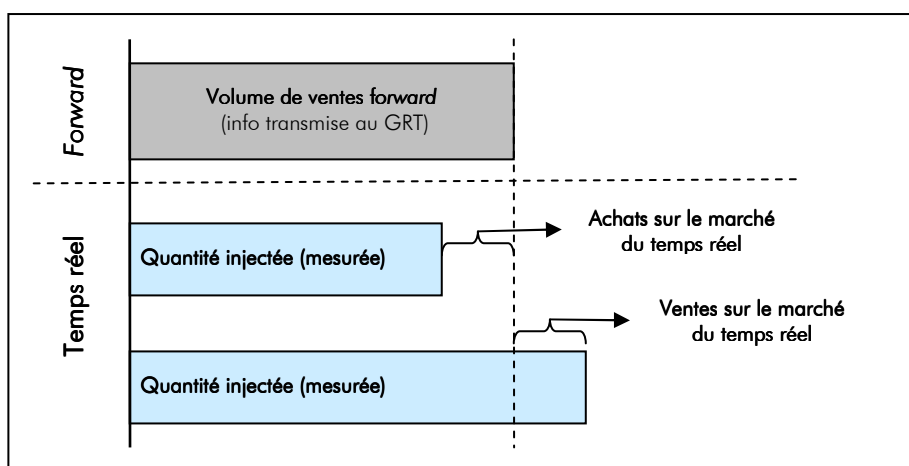 Forward
Volume de ventes forward
(info transmise au GRT)
Temps réel
Quantité injectée (mesurée)
Achats sur le marché
du temps réel
Ventes sur le marché
du temps réel
Quantité injectée (mesurée)